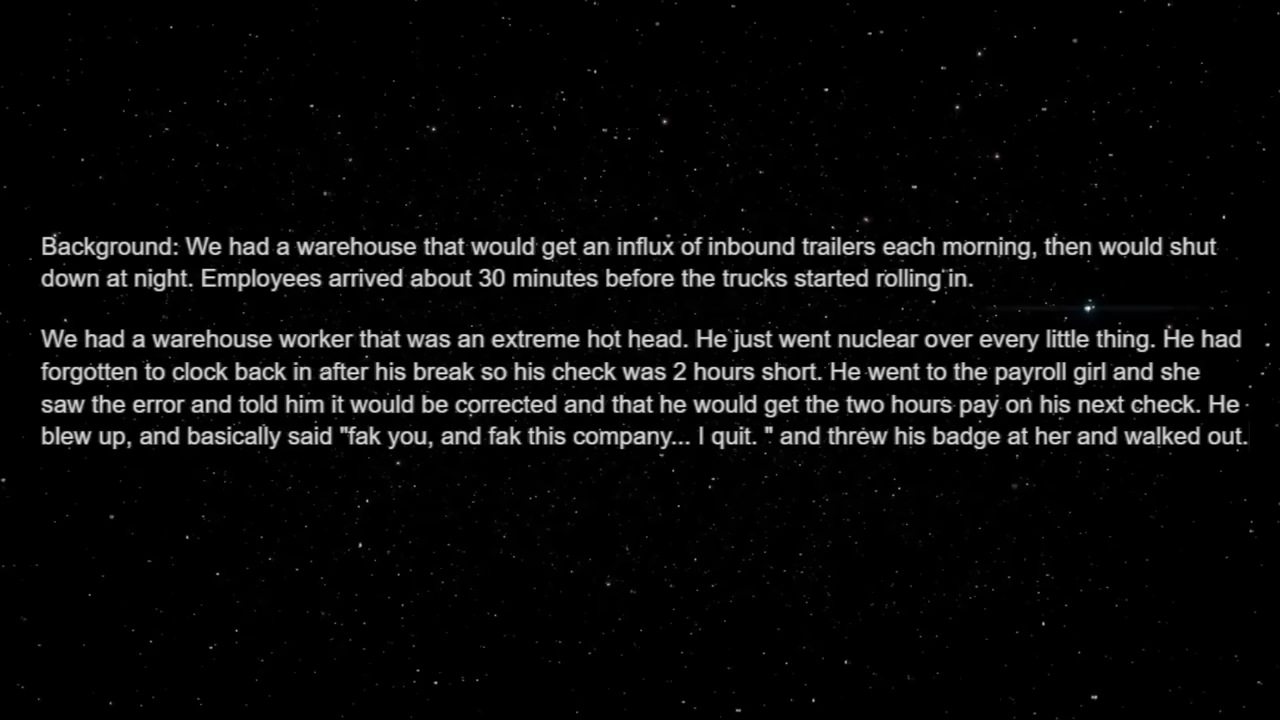 Background: We had a warehouse that would get an influx of inbound trailers each morning, then would shut
down at night. Employees arrived about 30 minutes before the trucks started rolling in.
We had a warehouse worker that was an extreme hot head. He just went nuclear over every little thing. He had
forgotten to clock back in after his break so his check was 2 hours short. He went to the payroll girl and she
saw the error and told him it would be corrected and that he would get the two hours pay on his next check. He
blew up, and basically said "fak you, and fak this company... I quit. " and threw his badge at her and walked out.